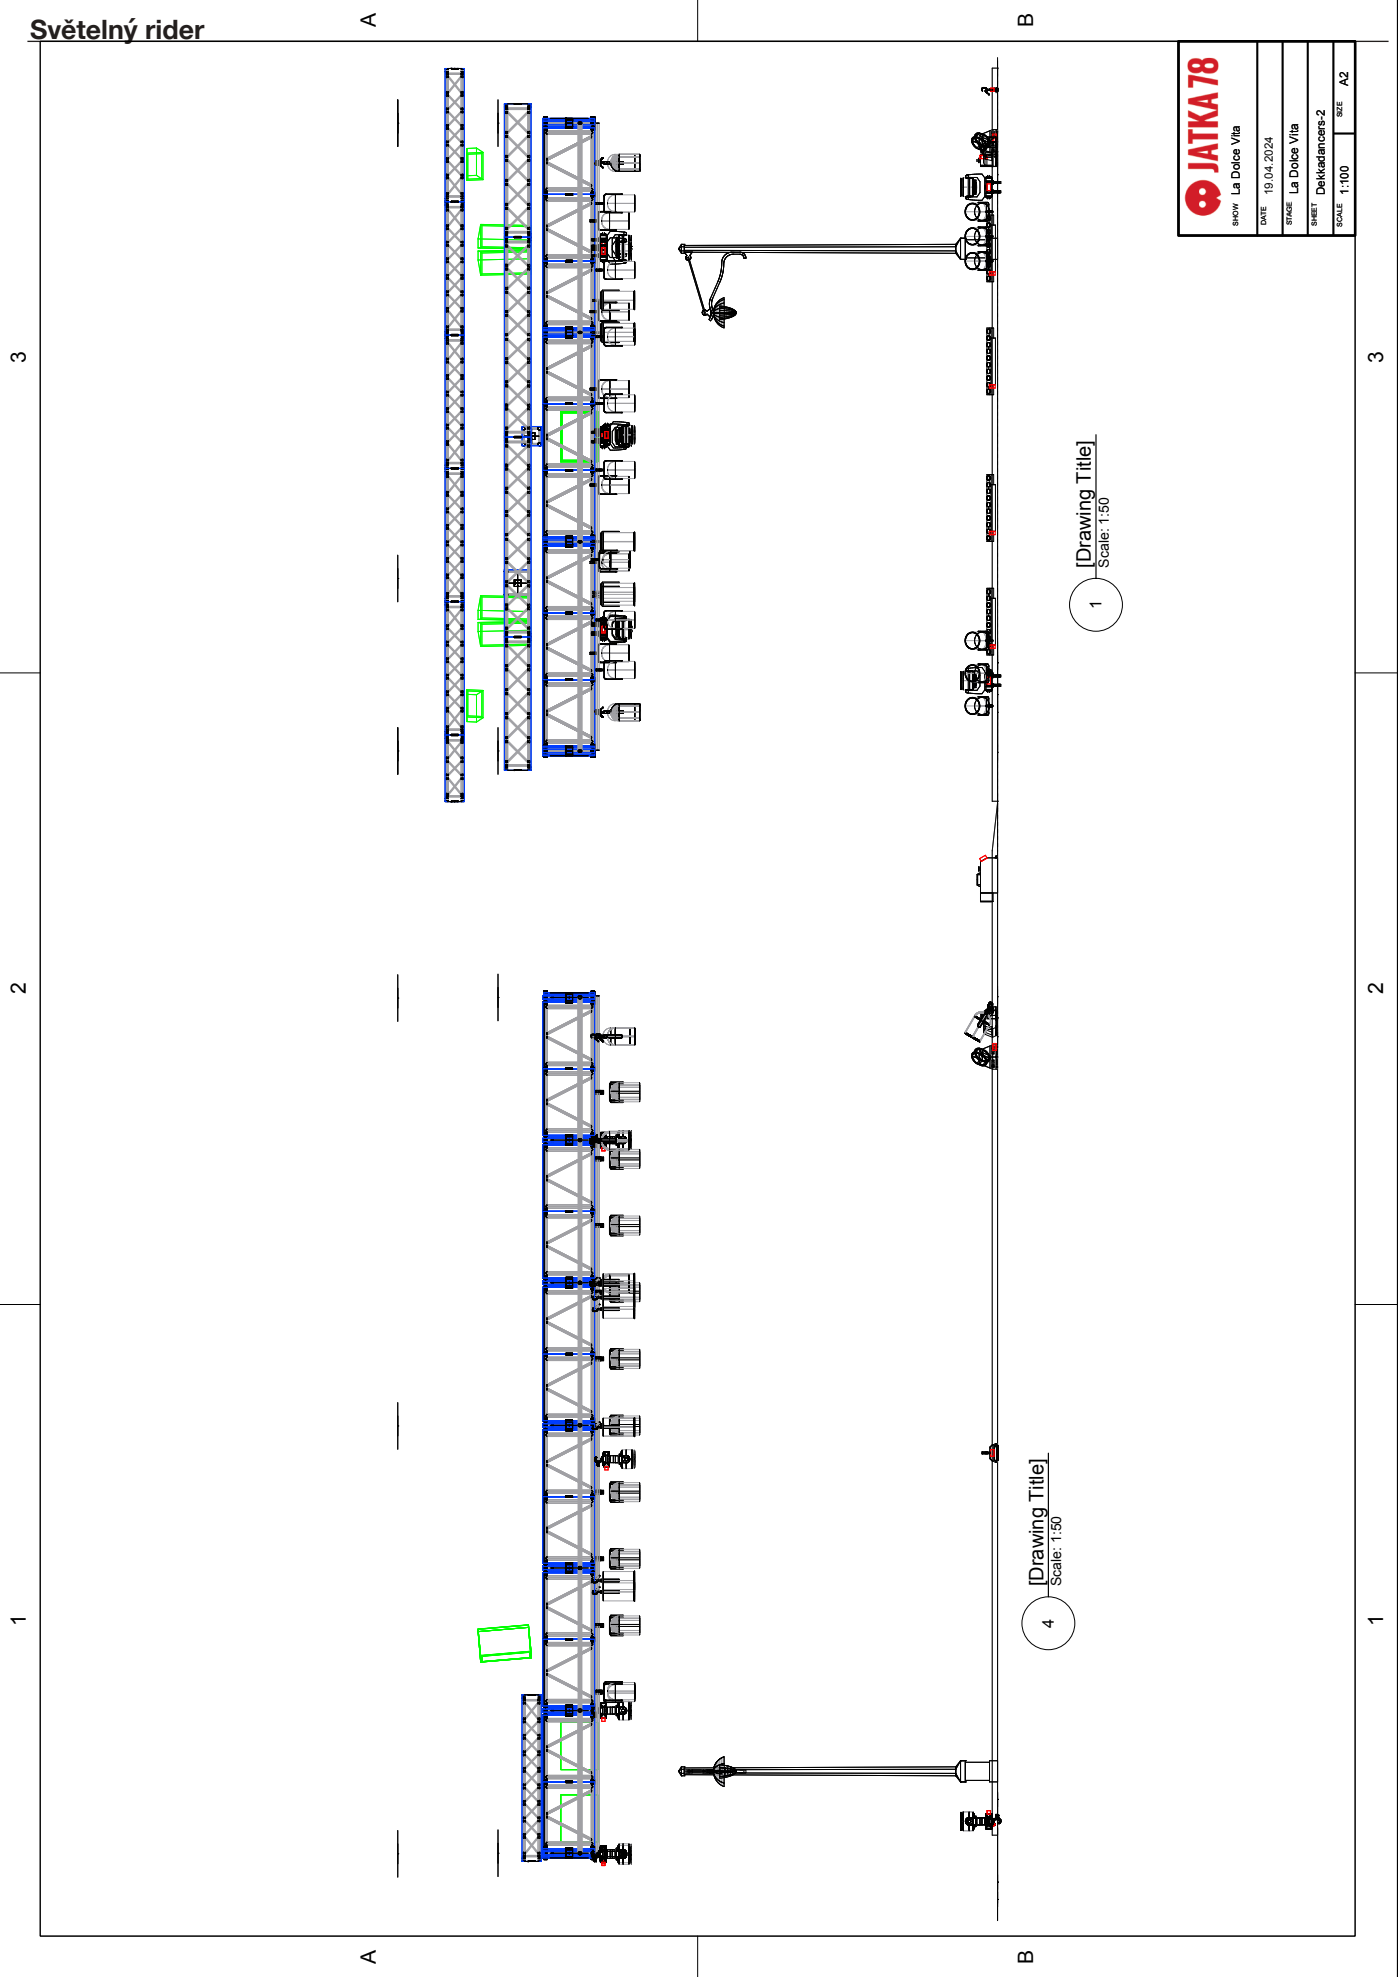 Světelný rider
A
B
JATKA 78
SHOW La Dolce Vita
DATE 19.04.2024
STAGE La Dolce Vita
SHEET Dekkadancers-2
SCALE 1:100
SIZE A2
3
3
[Drawing Title]
Scale: 1:50
1
2
2
[Drawing Title]
Scale: 1:50
4
1
1
A
B